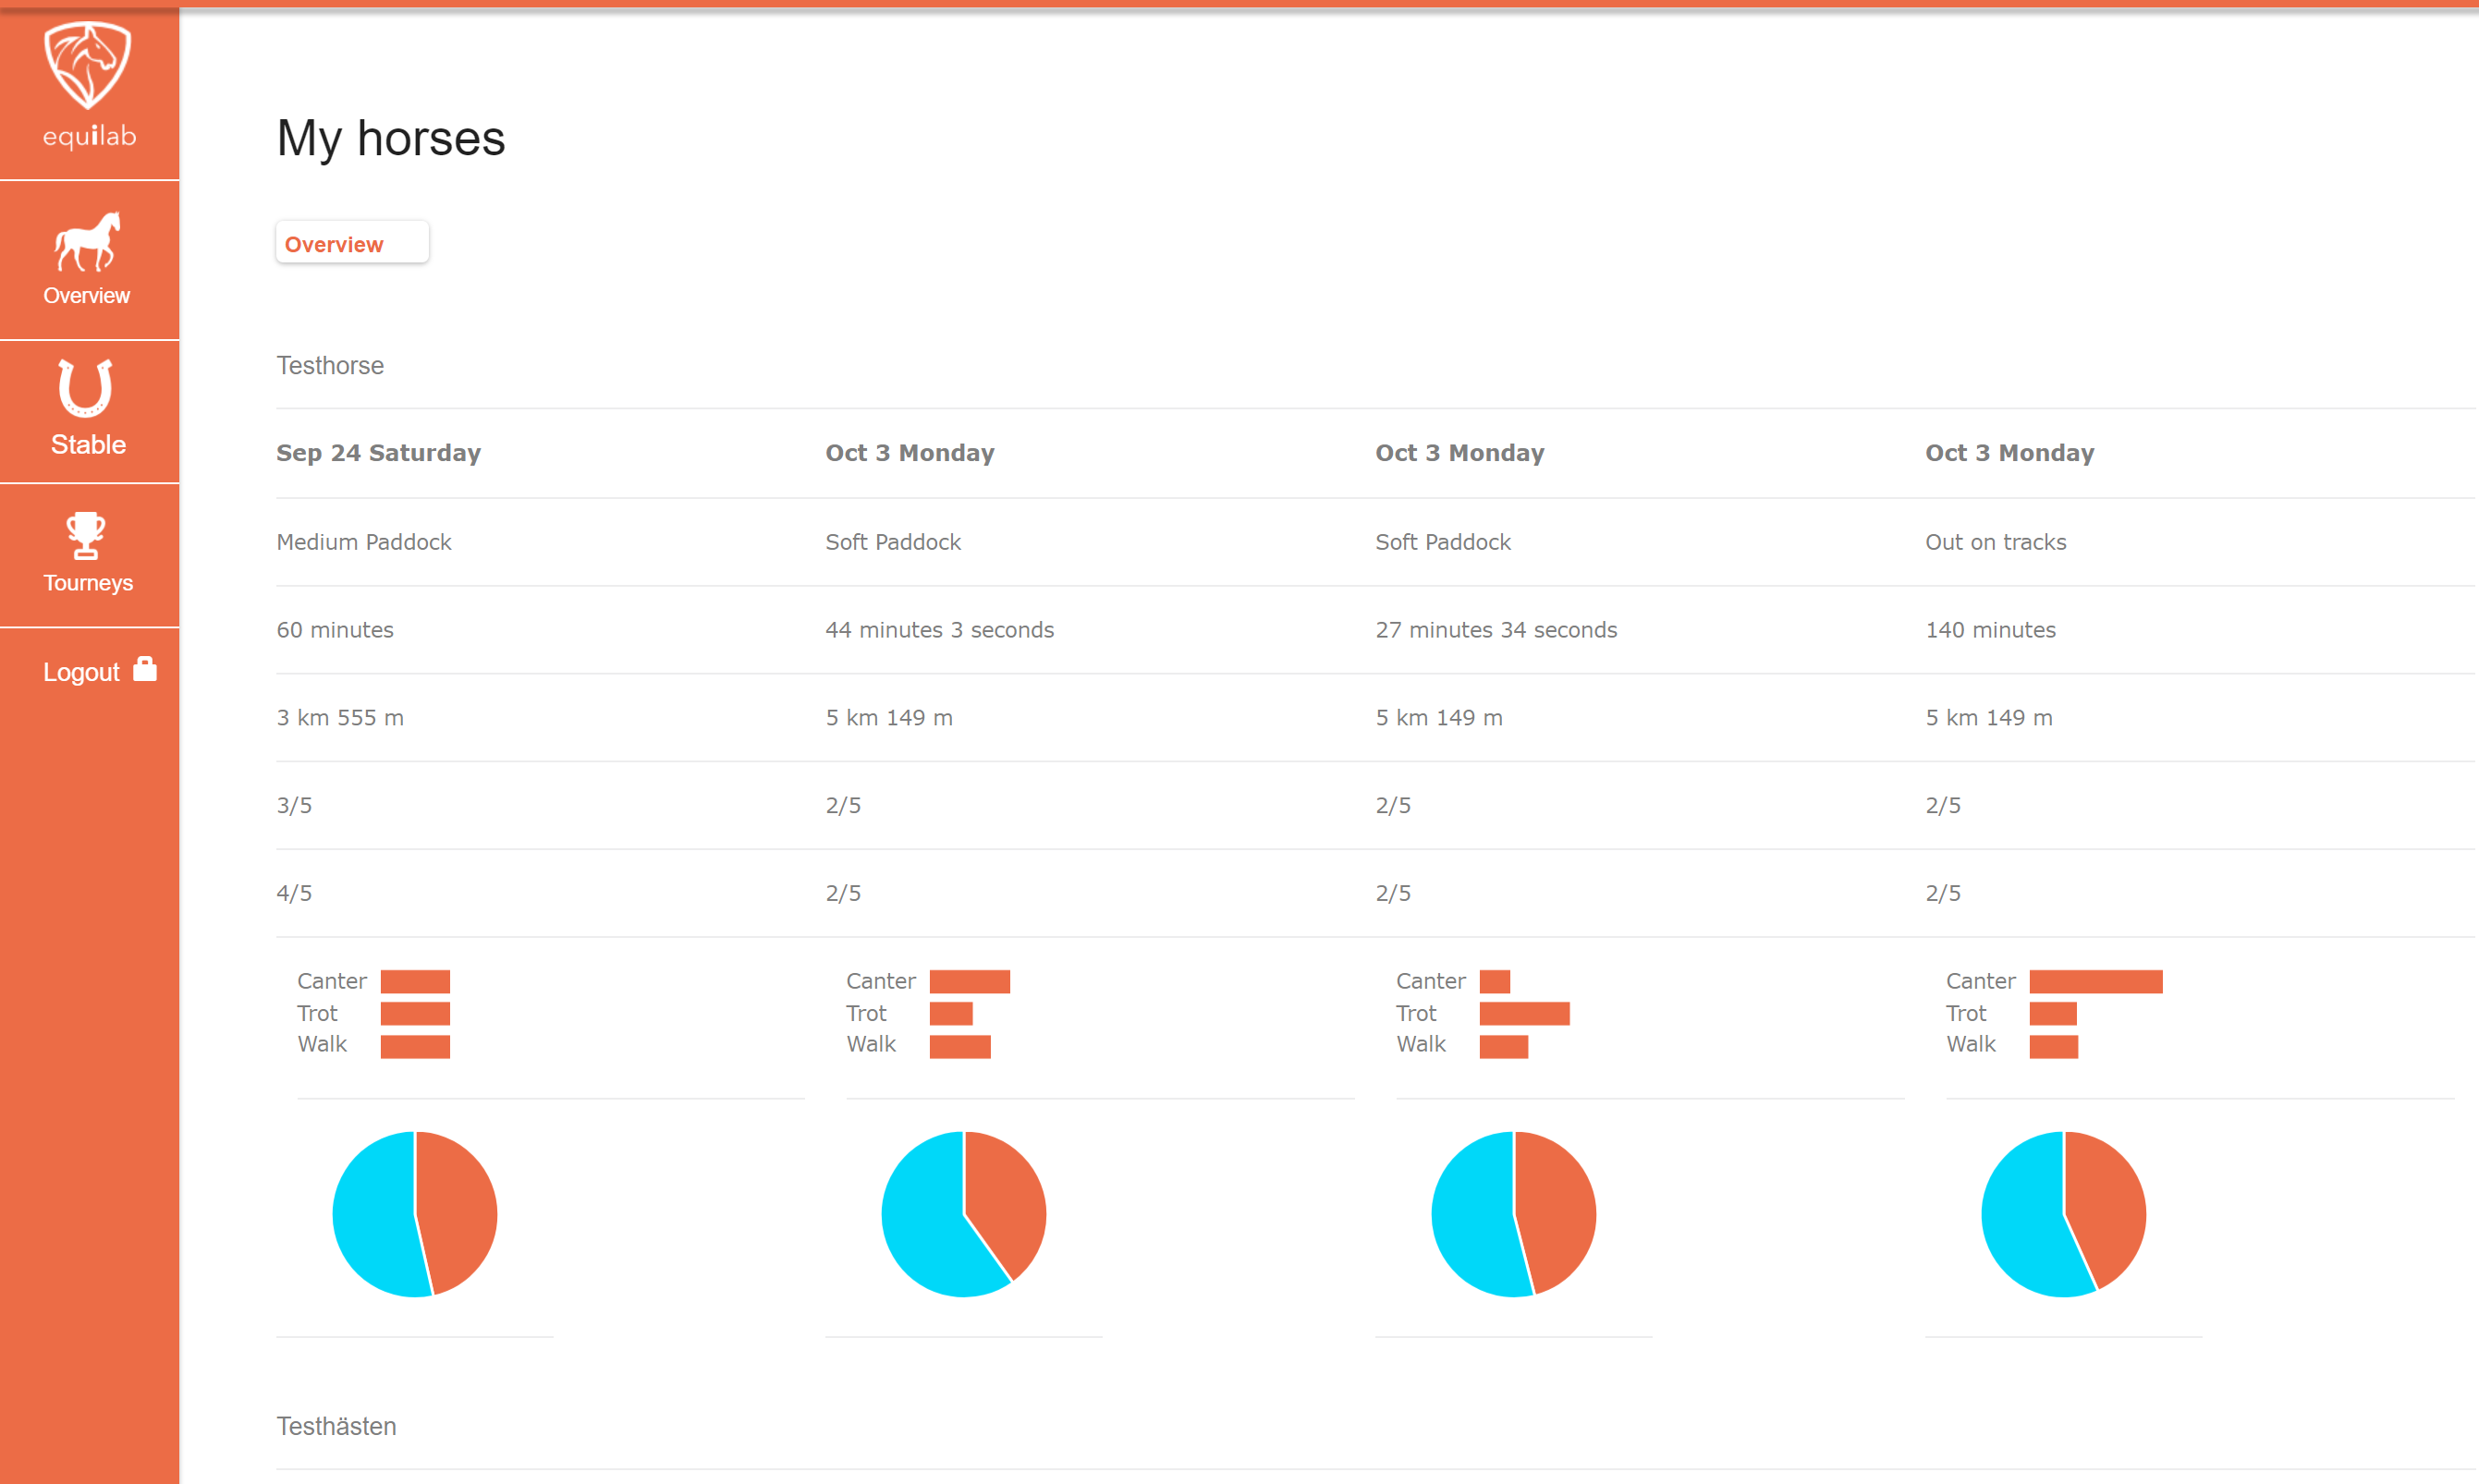 equilab
Overview
Stable
Tourneys
Logout
My horses
Overview
Testhorse
Sep 24 Saturday Oct 3 Monday Oct 3 Monday Oct 3 Monday
Medium Paddock Soft Paddock Soft Paddock Out on tracks
60 minutes 44 minutes 3 seconds 27 minutes 34 seconds 140 minutes
3 km 555 m 5 km 149 m 5 km 149 m 5 km 149 m
3/5 2/5 2/5 2/5
4/5 2/5 2/5 2/5
Canter Canter Canter Canter
Trot Trot Trot Trot
Walk Walk Walk Walk
Testhästen